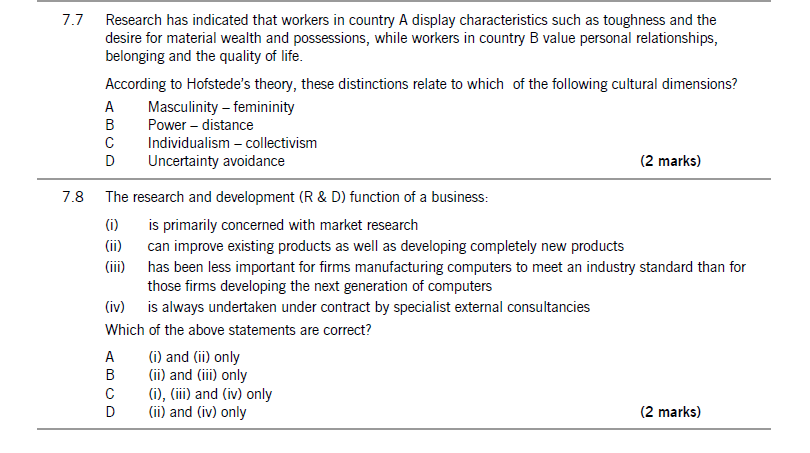 7.7 Research has indicated that workers in country A display characteristics such as toughness and the
desire for material wealth and possessions, while workers in country B value personal relationships,
belonging and the quality of life.
According to Hofstede's theory, these distinctions relate to which of the following cultural dimensions?
A Masculinity – femininity
B Power – distance
C Individualism – collectivism
D Uncertainty avoidance (2 marks)
7.8 The research and development (R & D) function of a business:
(i) is primarily concerned with market research
(ii) can improve existing products as well as developing completely new products
(iii) has been less important for firms manufacturing computers to meet an industry standard than for
those firms developing the next generation of computers
(iv) is always undertaken under contract by specialist external consultancies
Which of the above statements are correct?
A (i) and (ii) only
B (ii) and (iii) only
C (i), (iii) and (iv) only
D (ii) and (iv) only (2 marks)